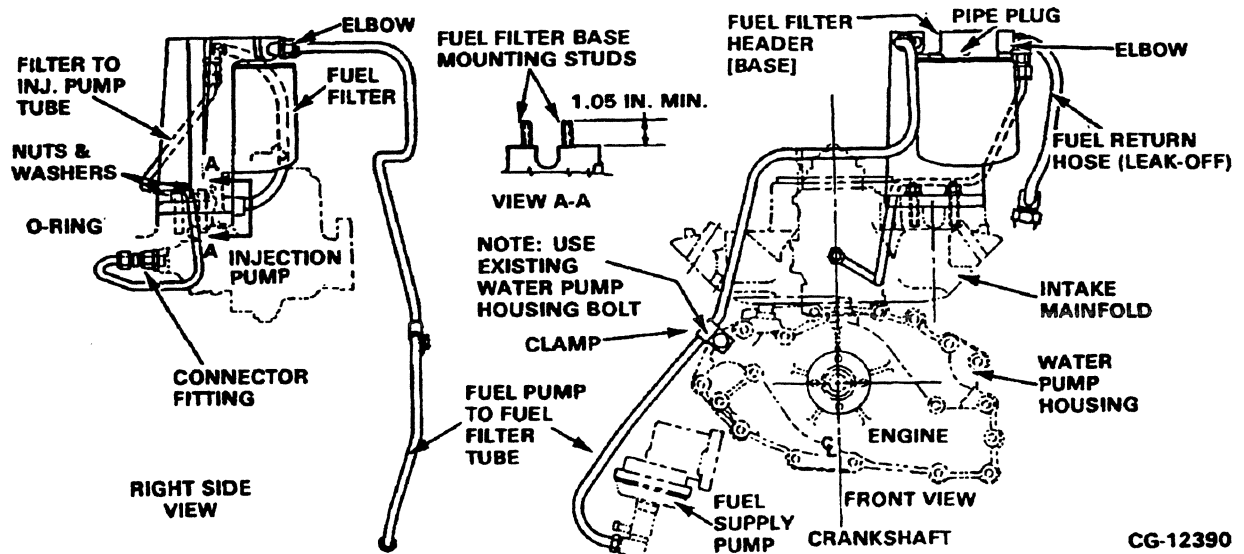 ELBOW
FILTER TO
INJ. PUMP
TUBE
FUEL
FILTER
NUTS &
WASHERS
A
O-RING
A
INJECTION
PUMP
CONNECTOR
FITTING
RIGHT SIDE
VIEW
FUEL FILTER BASE
MOUNTING STUDS
1.05 IN. MIN.
VIEW A-A
NOTE: USE
EXISTING
WATER PUMP
HOUSING BOLT
CLAMP
FUEL PUMP
TO FUEL
FILTER
TUBE
FUEL FILTER
HEADER
[BASE]
PIPE PLUG
ELBOW
FUEL RETURN
HOSE (LEAK-OFF)
INTAKE
MAINFOLD
WATER
PUMP
HOUSING
ENGINE
CL
FRONT VIEW
FUEL
SUPPLY
PUMP
CRANKSHAFT
CG-12390